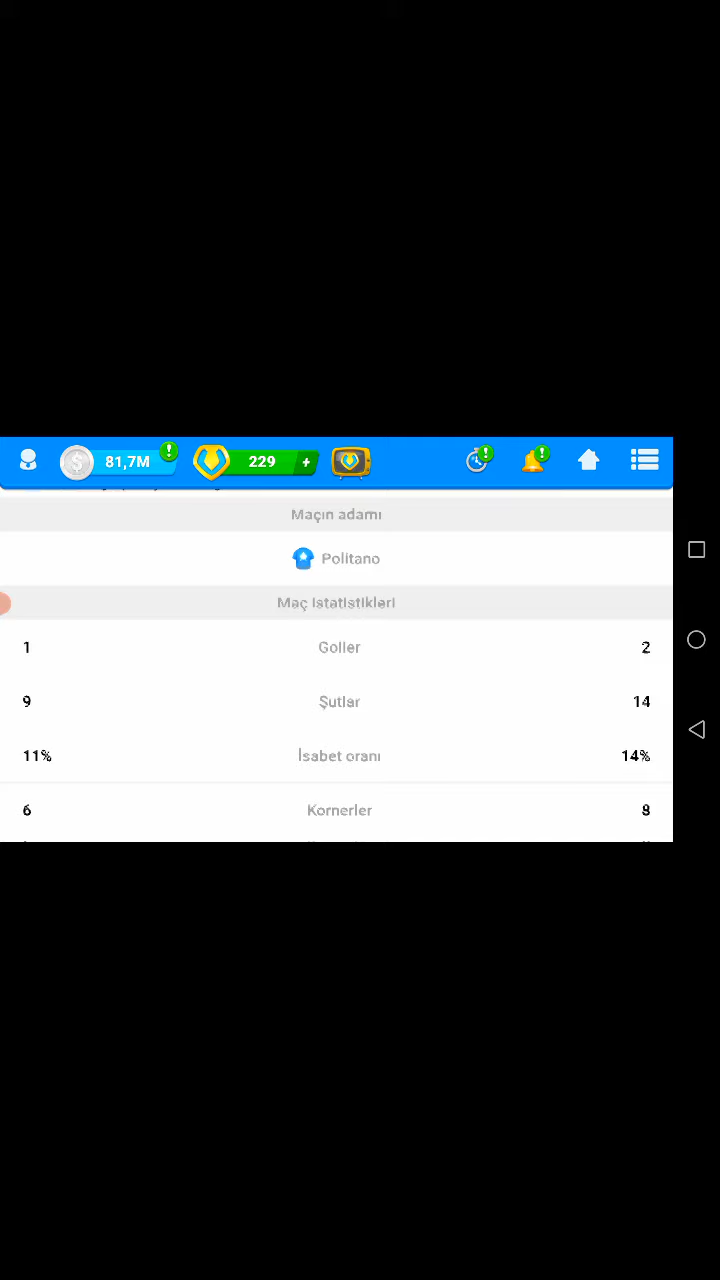 81,7M 229 +
Maçın adamı
Politano
Maç istatistikleri
1 Goller 2
9 Şutlar 14
11% İsabet oranı 14%
6 Kornerler 8